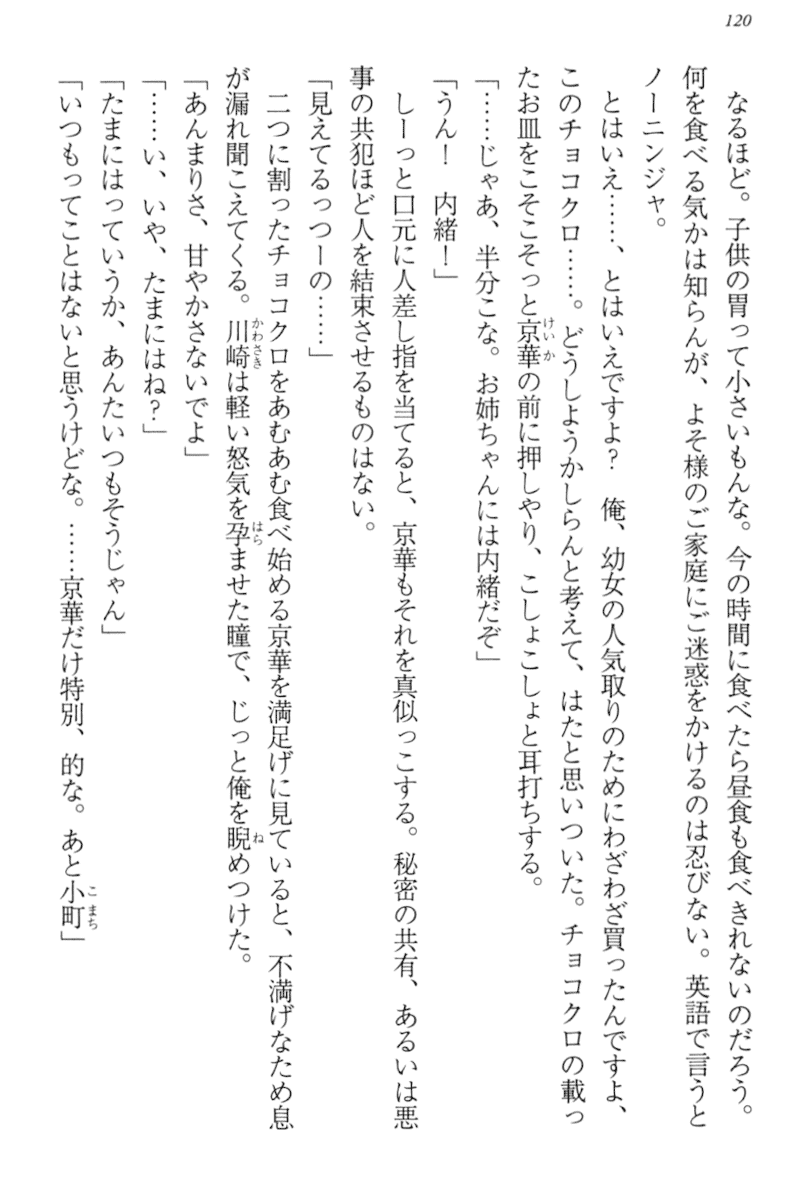 120
なるほど。子供の胃って小さいもんな。今の時間に食べたら昼食も食べきれないのだろう。
何を食べる気かは知らんが、よそ様のご家庭にご迷惑をかけるのは忍びない。英語で言うと
ノーニンジャ。
とはいえ……、とはいえですよ？　俺、幼女の人気取りのためにわざわざ買ったんですよ、
このチョコクロ……。どうしようかしらんと考えて、はたと思いついた。チョコクロの載っ
たお皿をこそこそっと京華の前に押しやり、こしょこしょと耳打ちする。
「……じゃあ、半分こな。お姉ちゃんには内緒だぞ」
「うん！　内緒！」
しーっと口元に人差し指を当てると、京華もそれを真似っこする。秘密の共有、あるいは悪
事の共犯ほど人を結束させるものはない。
「見えてるっつーの……」
二つに割ったチョコクロをあむあむ食べ始める京華を満足げに見ていると、不満げなため息
が漏れ聞こえてくる。川崎は軽い怒気を孕ませた瞳で、じっと俺を睨めつけた。
「あんまりさ、甘やかさないでよ」
「……い、いや、たまにはね？」
「たまにはっていうか、あんたいつもそうじゃん」
「いつもってことはないと思うけどな。……京華だけ特別、的な。あと小町」